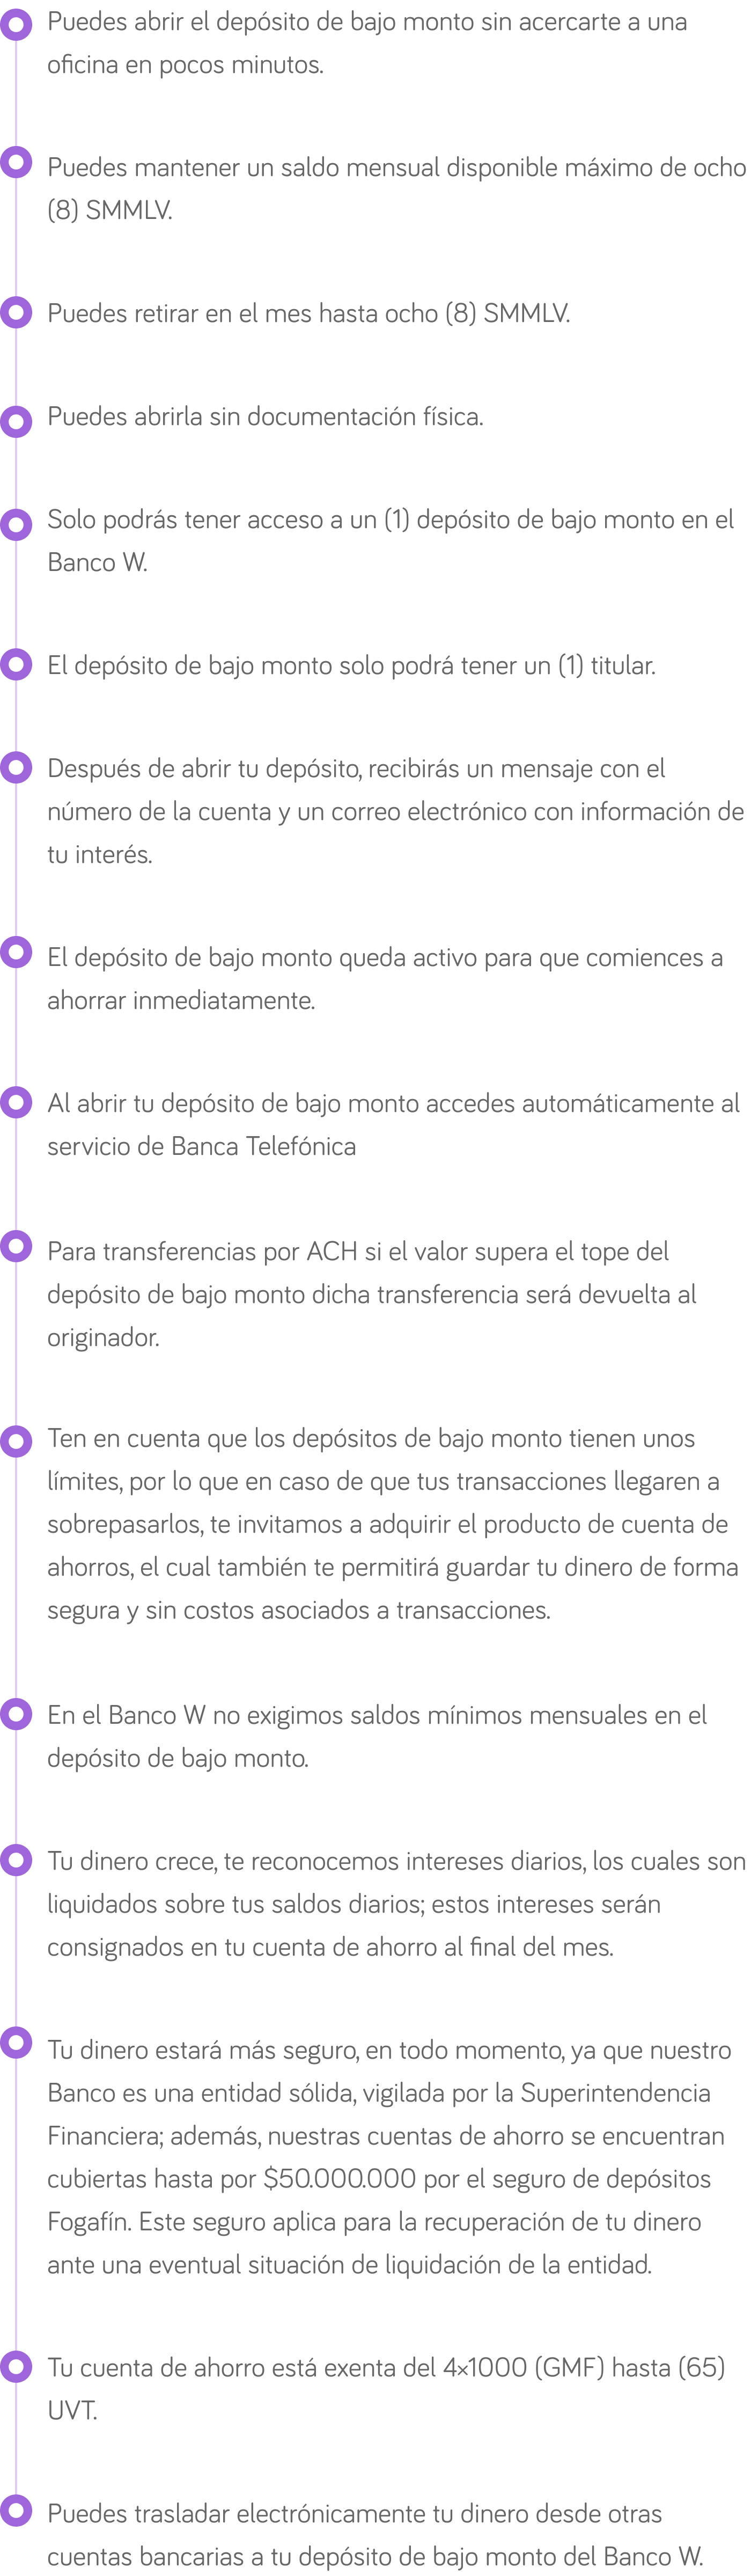 Puedes abrir el depósito de bajo monto sin acercarte a una
oficina en pocos minutos.
Puedes mantener un saldo mensual disponible máximo de ocho
(8) SMMLV.
Puedes retirar en el mes hasta ocho (8) SMMLV.
Puedes abrirla sin documentación física.
Solo podrás tener acceso a un (1) depósito de bajo monto en el
Banco W.
El depósito de bajo monto solo podrá tener un (1) titular.
Después de abrir tu depósito, recibirás un mensaje con el
número de la cuenta y un correo electrónico con información de
tu interés.
El depósito de bajo monto queda activo para que comiences a
ahorrar inmediatamente.
Al abrir tu depósito de bajo monto accedes automáticamente al
servicio de Banca Telefónica
Para transferencias por ACH si el valor supera el tope del
depósito de bajo monto dicha transferencia será devuelta al
originador.
Ten en cuenta que los depósitos de bajo monto tienen unos
límites, por lo que en caso de que tus transacciones llegaren a
sobrepasarlos, te invitamos a adquirir el producto de cuenta de
ahorros, el cual también te permitirá guardar tu dinero de forma
segura y sin costos asociados a transacciones.
En el Banco W no exigimos saldos mínimos mensuales en el
depósito de bajo monto.
Tu dinero crece, te reconocemos intereses diarios, los cuales son
liquidados sobre tus saldos diarios; estos intereses serán
consignados en tu cuenta de ahorro al final del mes.
Tu dinero estará más seguro, en todo momento, ya que nuestro
Banco es una entidad sólida, vigilada por la Superintendencia
Financiera; además, nuestras cuentas de ahorro se encuentran
cubiertas hasta por $50.000.000 por el seguro de depósitos
Fogafín. Este seguro aplica para la recuperación de tu dinero
ante una eventual situación de liquidación de la entidad.
Tu cuenta de ahorro está exenta del 4×1000 (GMF) hasta (65)
UVT.
Puedes trasladar electrónicamente tu dinero desde otras
cuentas bancarias a tu depósito de bajo monto del Banco W.